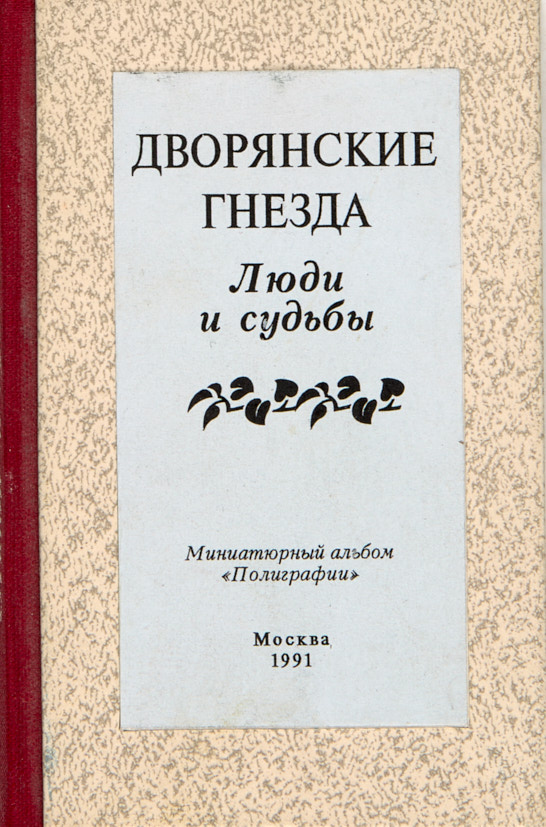 ДВОРЯНСКИЕ
ГНЕЗДА
Люди
и судьбы
Миниатюрный альбом
«Полиграфии»
Москва
1991